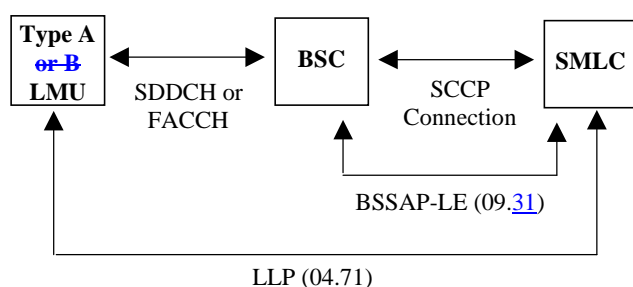 Type A
or B
LMU
BSC
SMLC
SDDCH or
FACCH
SCCP
Connection
BSSAP-LE (09.31)
LLP (04.71)